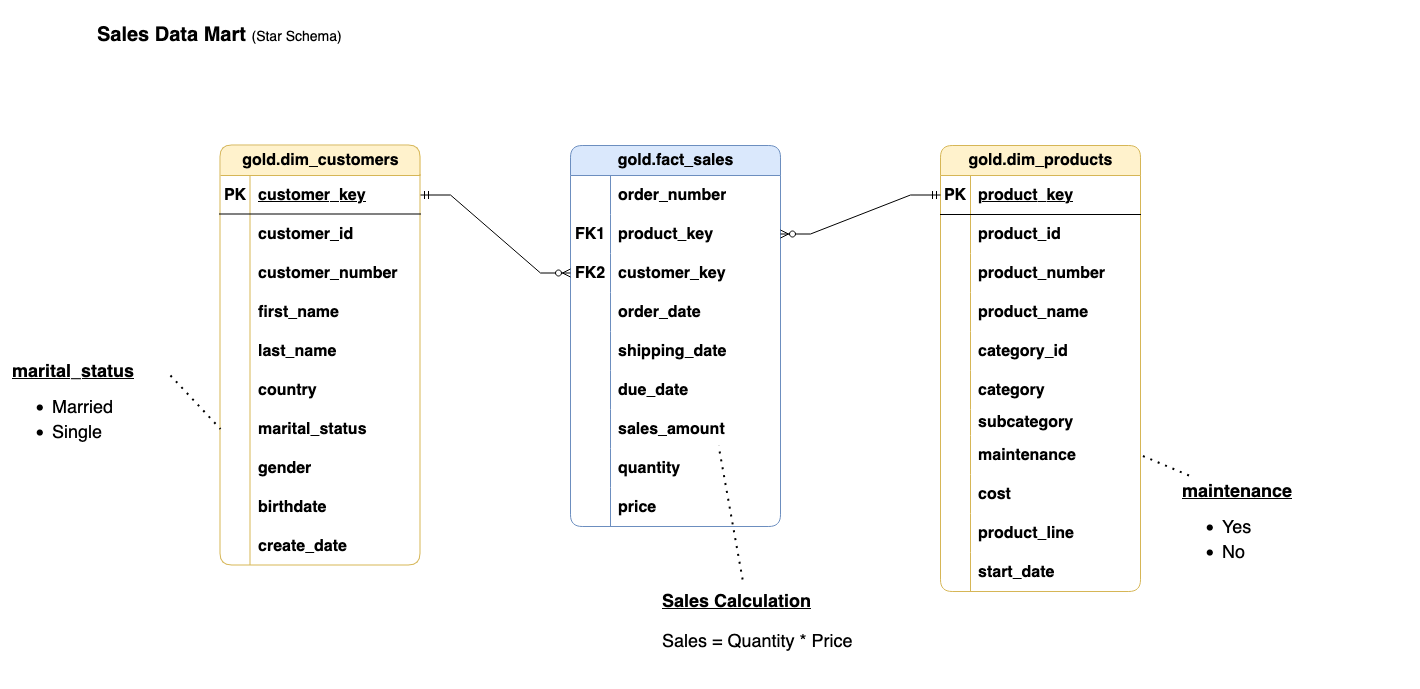 Sales Data Mart (Star Schema)
gold.dim_customers
PK customer_key
customer_id
customer_number
first_name
last_name
country
marital_status
gender
birthdate
create_date
marital_status
• Married
• Single
gold.fact_sales
order_number
FK1 product_key
FK2 customer_key
order_date
shipping_date
due_date
sales_amount
quantity
price
Sales Calculation
Sales = Quantity * Price
gold.dim_products
PK product_key
product_id
product_number
product_name
category_id
category
subcategory
maintenance
cost
product_line
start_date
maintenance
• Yes
• No